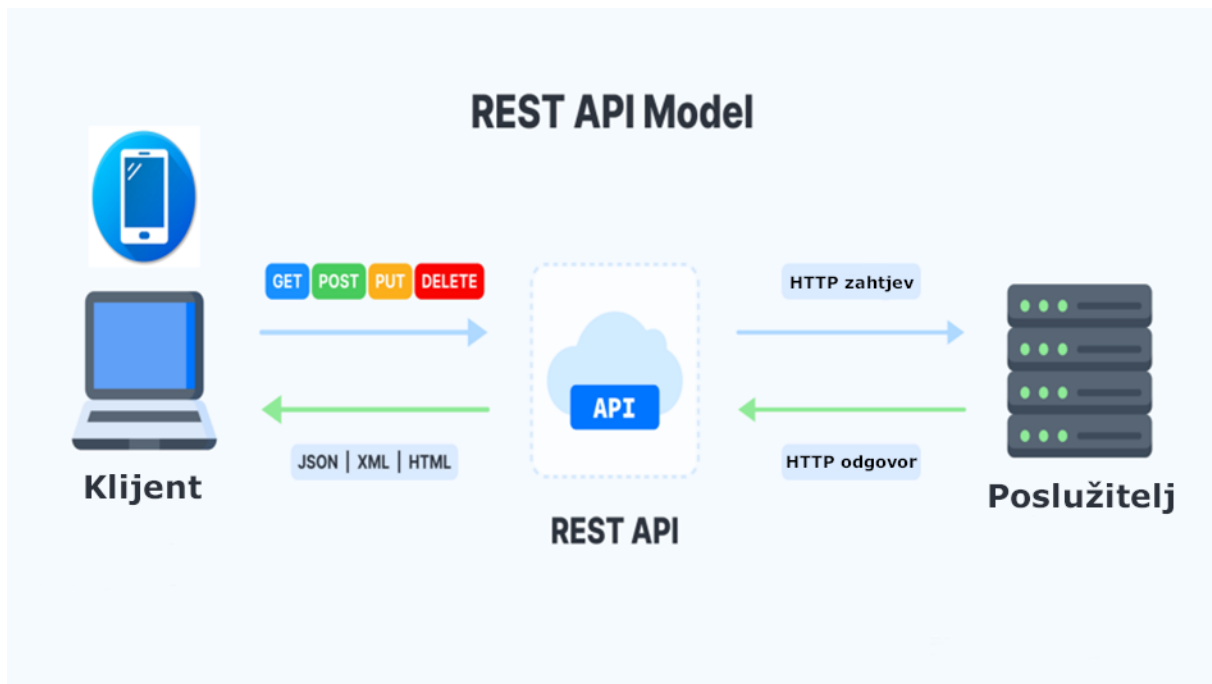 REST API Model
GET POST PUT DELETE
HTTP zahtjev
API
JSON | XML | HTML
HTTP odgovor
Klijent
Poslužitelj
REST API